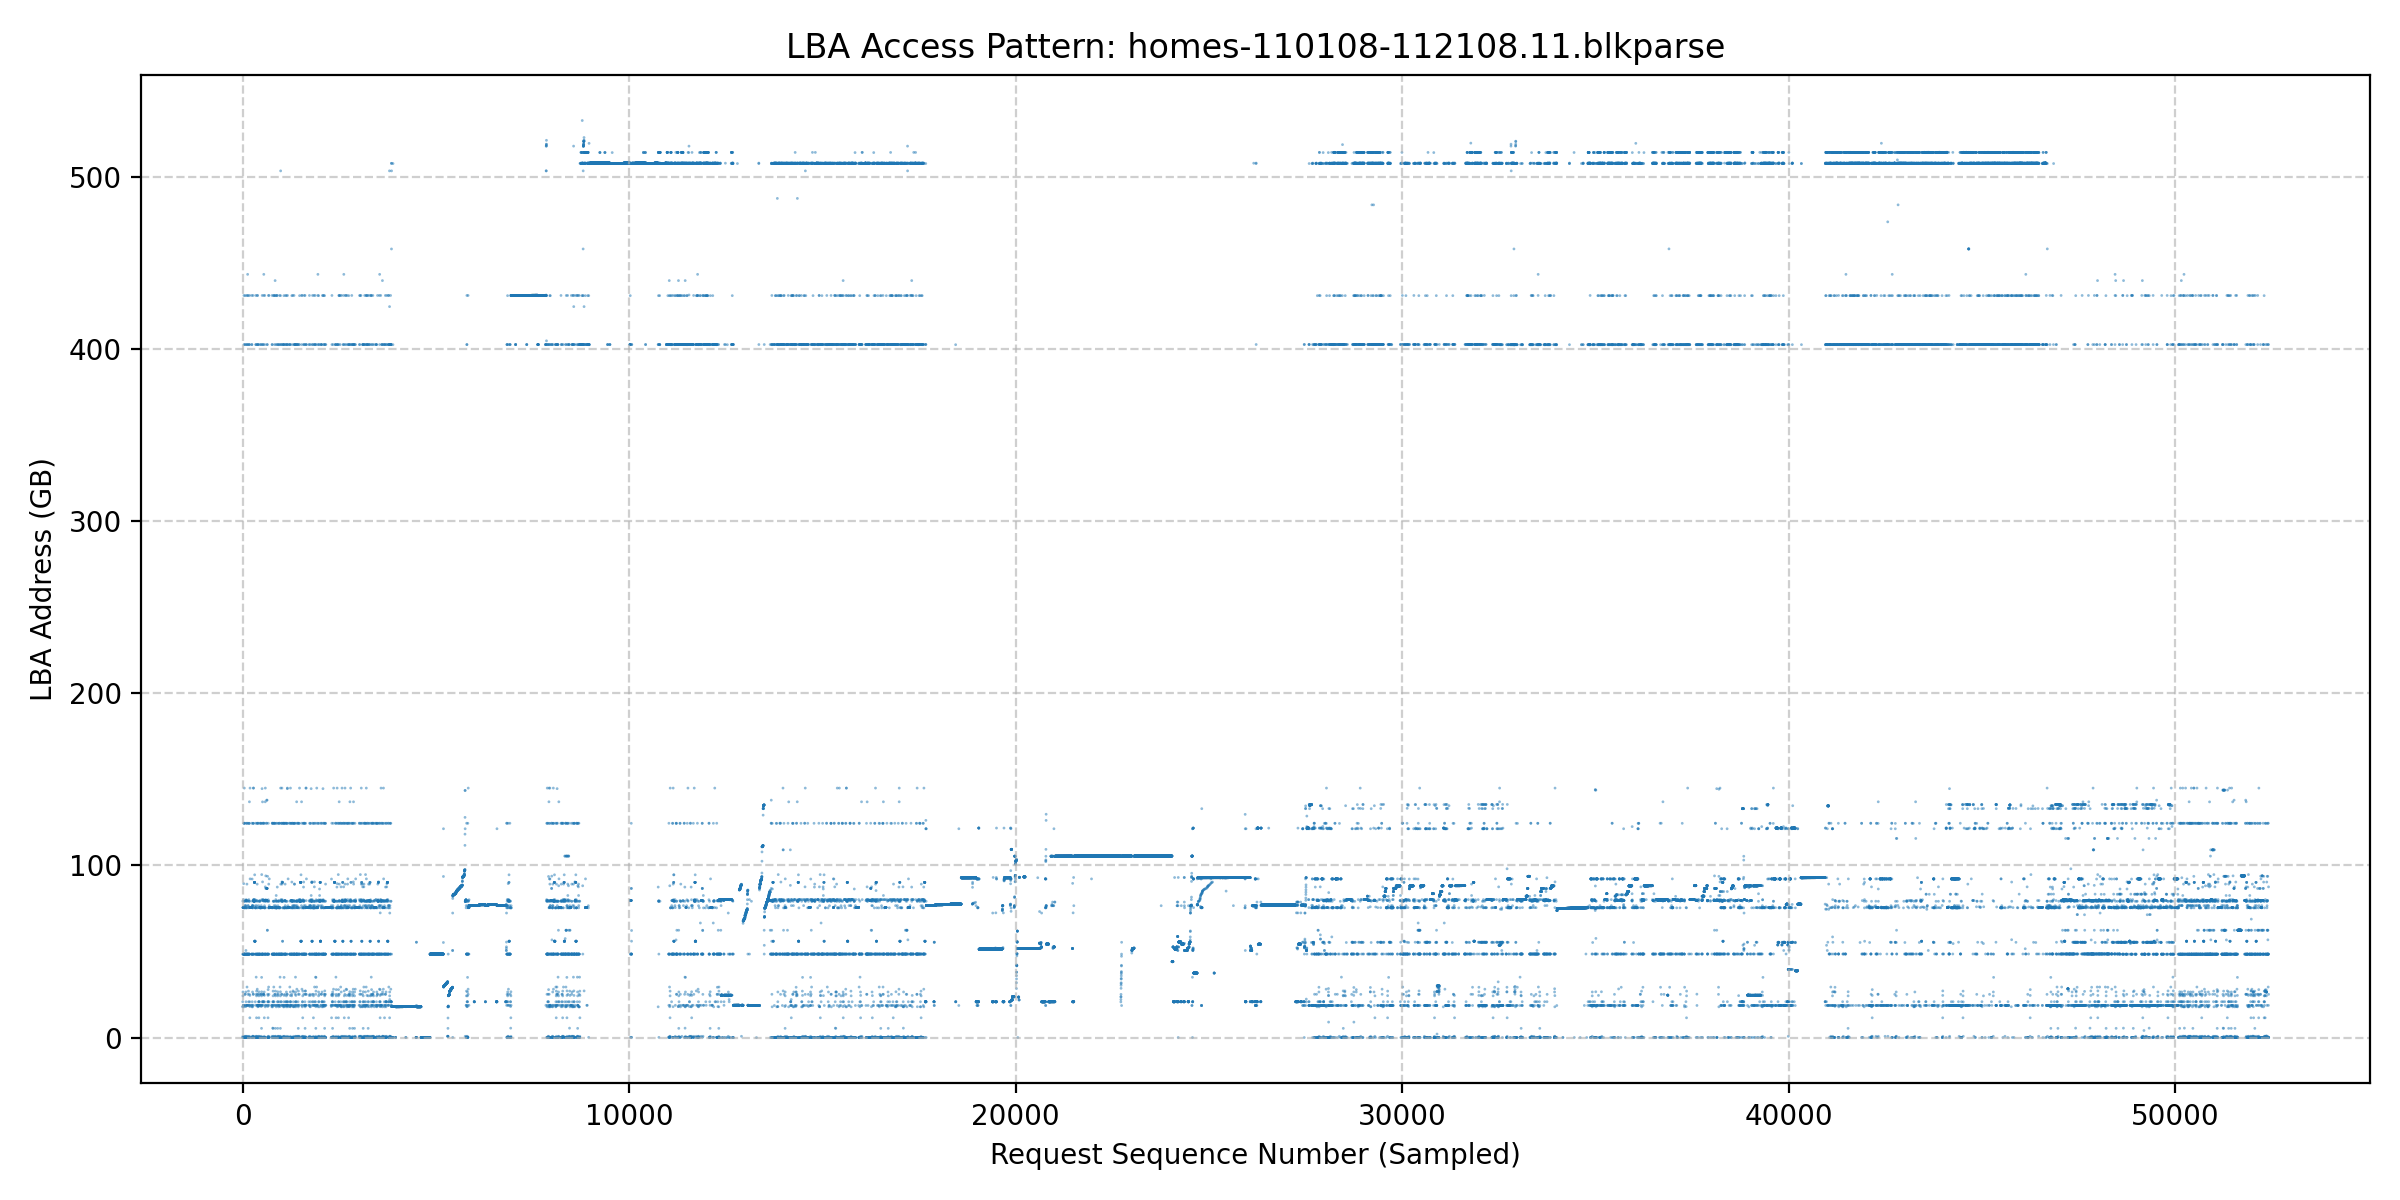 LBA Access Pattern: homes-110108-112108.11.blkparse
LBA Address (GB)
500
400
300
200
100
0
0 10000 20000 30000 40000 50000
Request Sequence Number (Sampled)